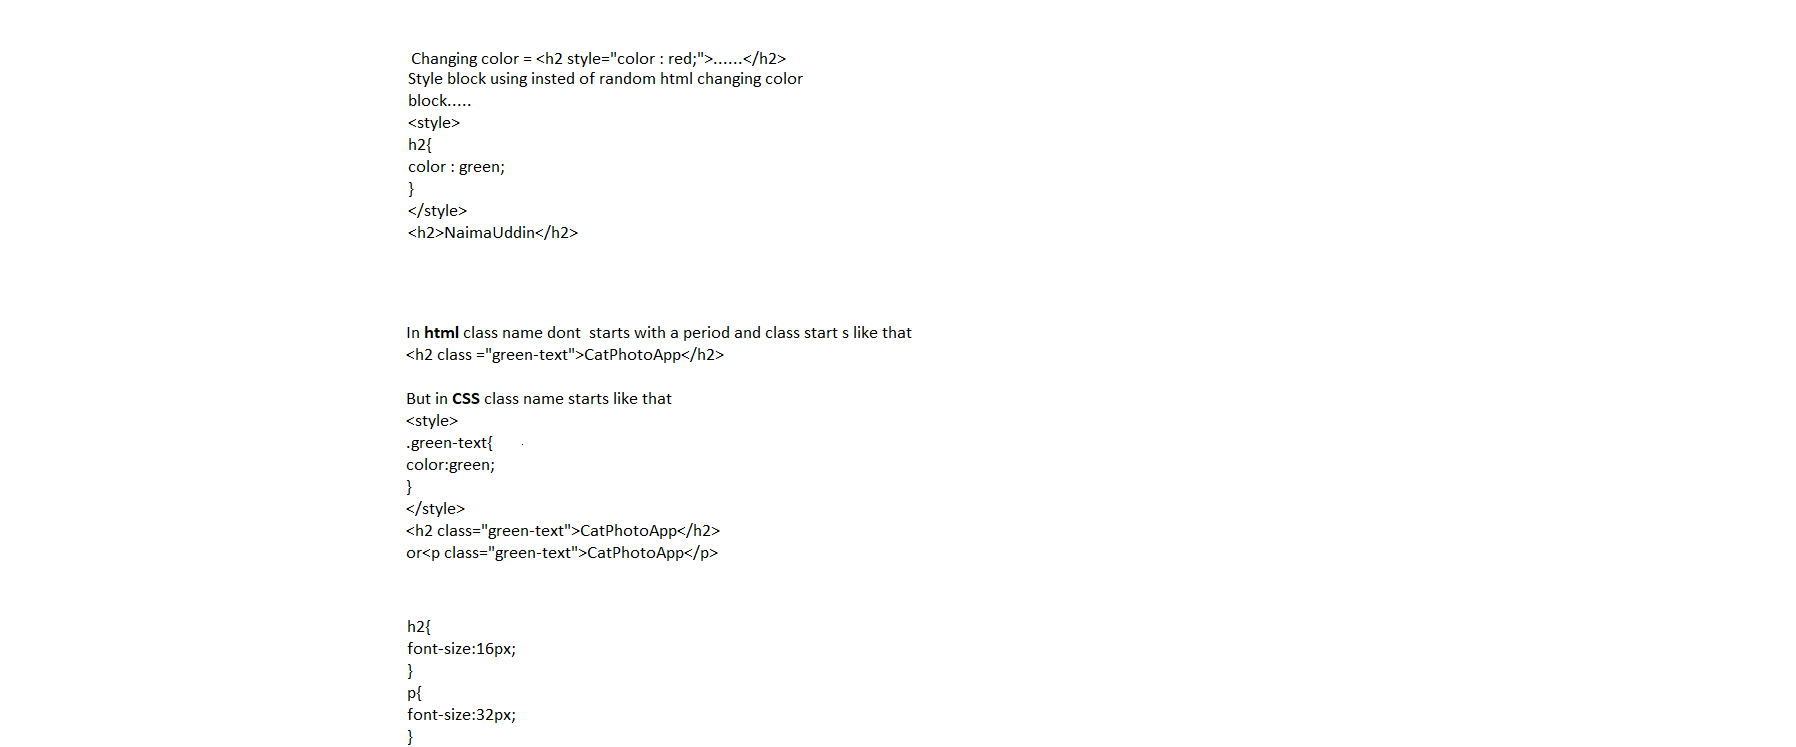 Changing color = <h2 style="color : red;">......</h2>
Style block using insted of random html changing color
block.....
<style>
h2{
color : green;
}
</style>
<h2>NaimaUddin</h2>
In html class name dont  starts with a period and class start s like that
<h2 class ="green-text">CatPhotoApp</h2>
But in CSS class name starts like that
<style>
.green-text{
color:green;
}
</style>
<h2 class="green-text">CatPhotoApp</h2>
or<p class="green-text">CatPhotoApp</p>
h2{
font-size:16px;
}
p{
font-size:32px;
}